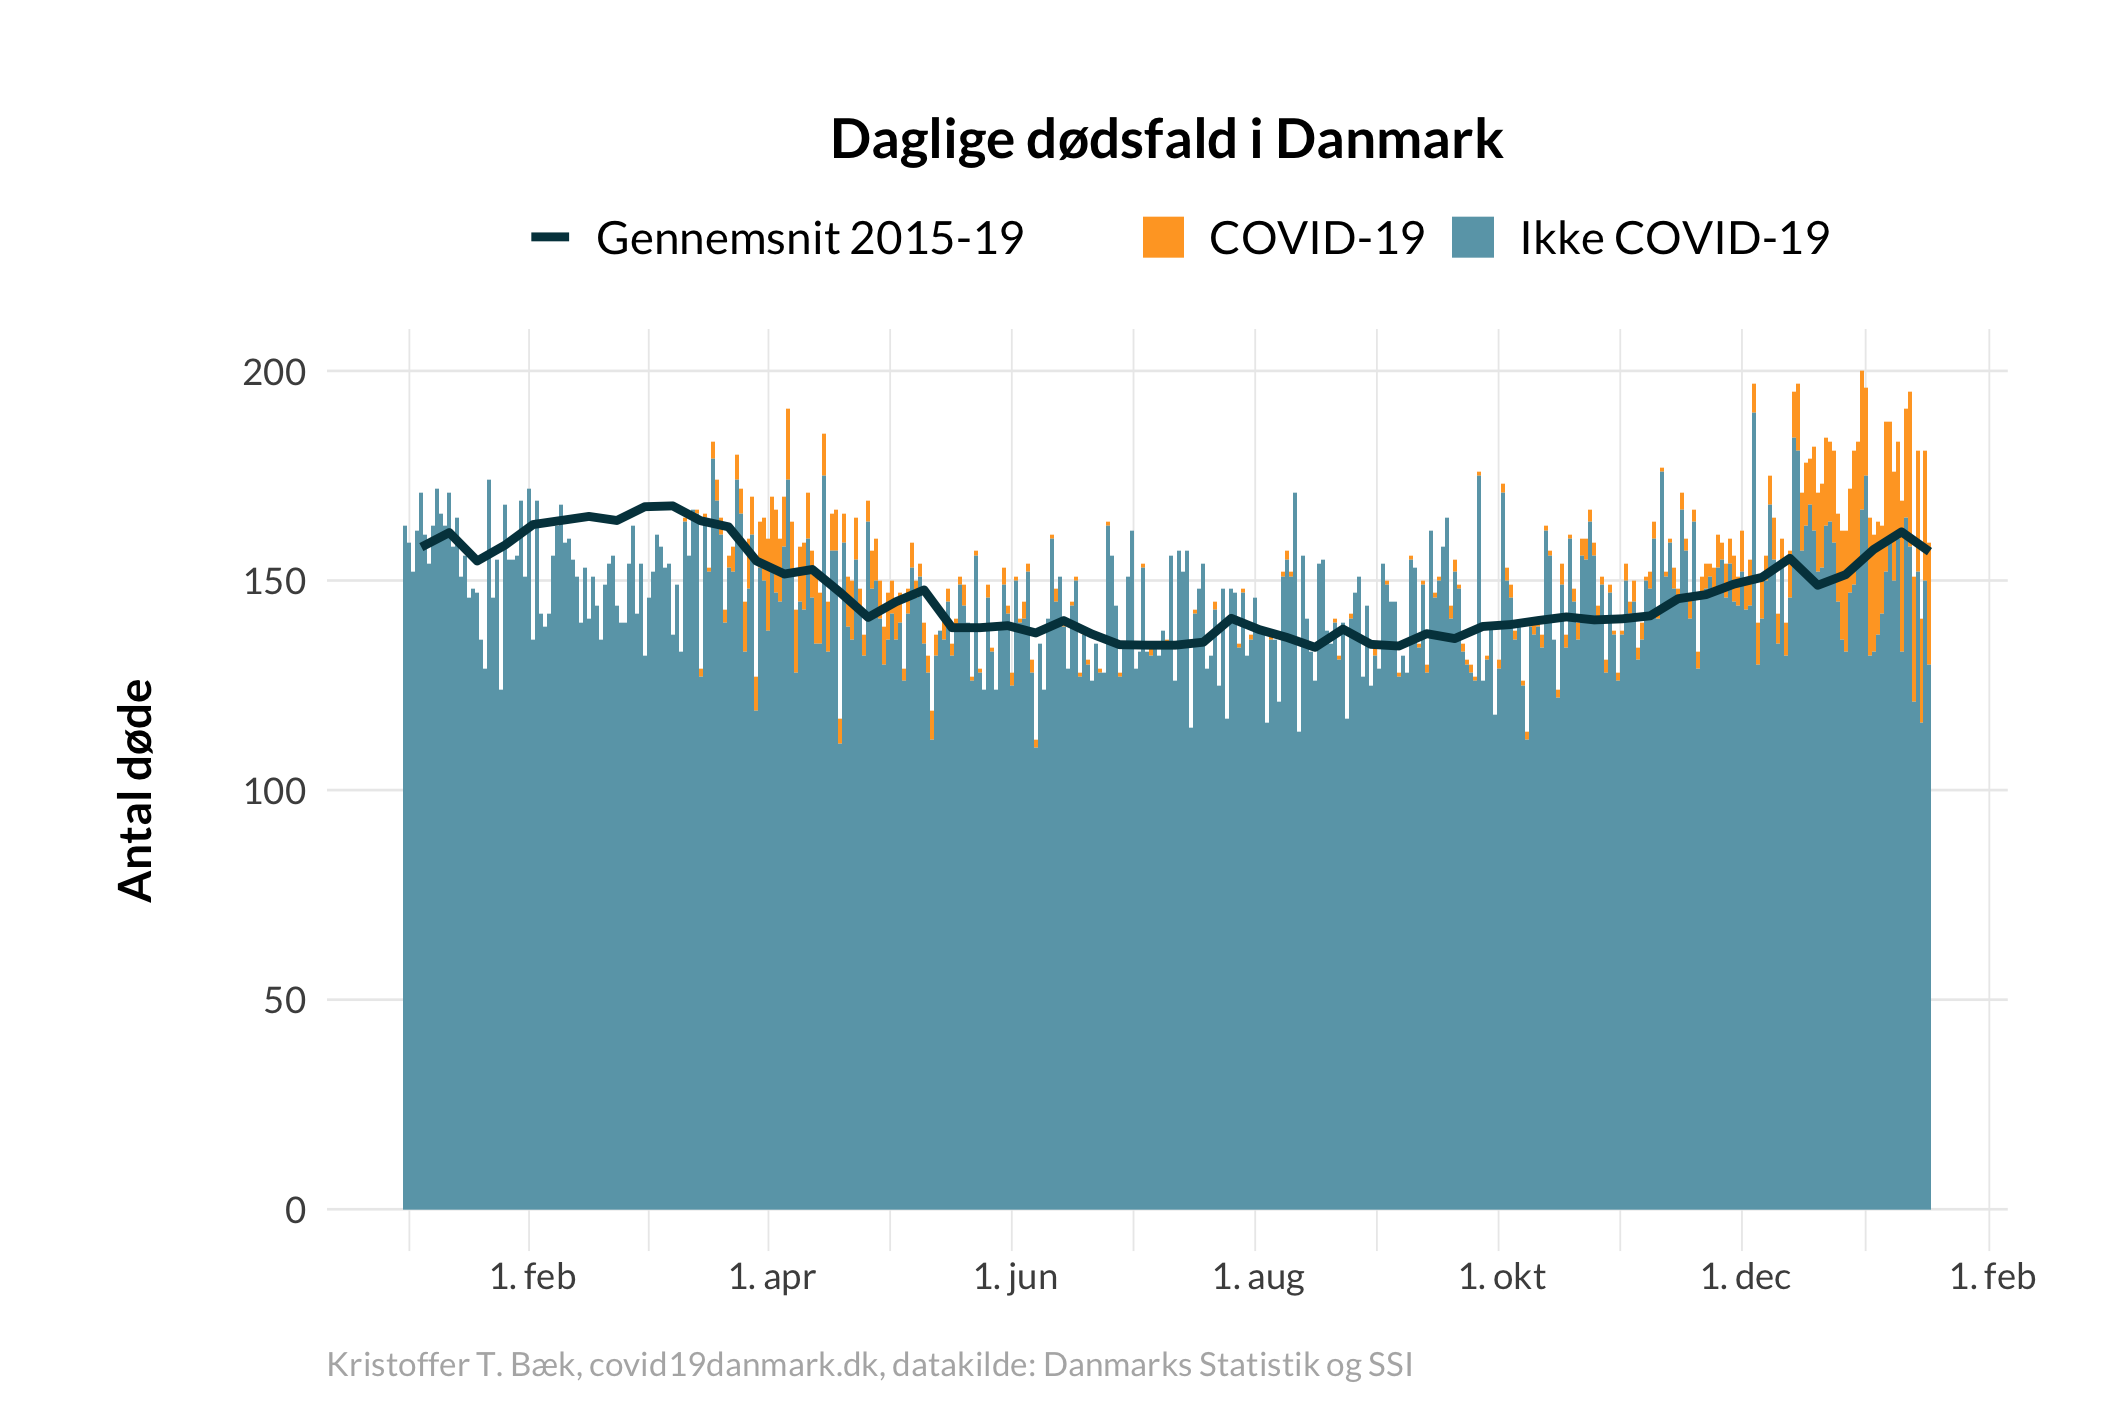 Daglige dødsfald i Danmark
Gennemsnit 2015-19 COVID-19 Ikke COVID-19
200
150
100
50
0
Antal døde
1. feb 1. apr 1. jun 1. aug 1. okt 1. dec 1. feb
Kristoffer T. Bæk, covid19danmark.dk, datakilde: Danmarks Statistik og SSI